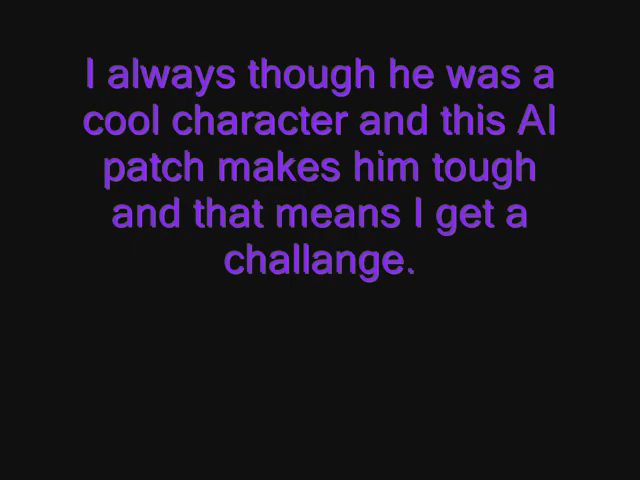 I always though he was a
cool character and this AI
patch makes him tough
and that means I get a
challange.